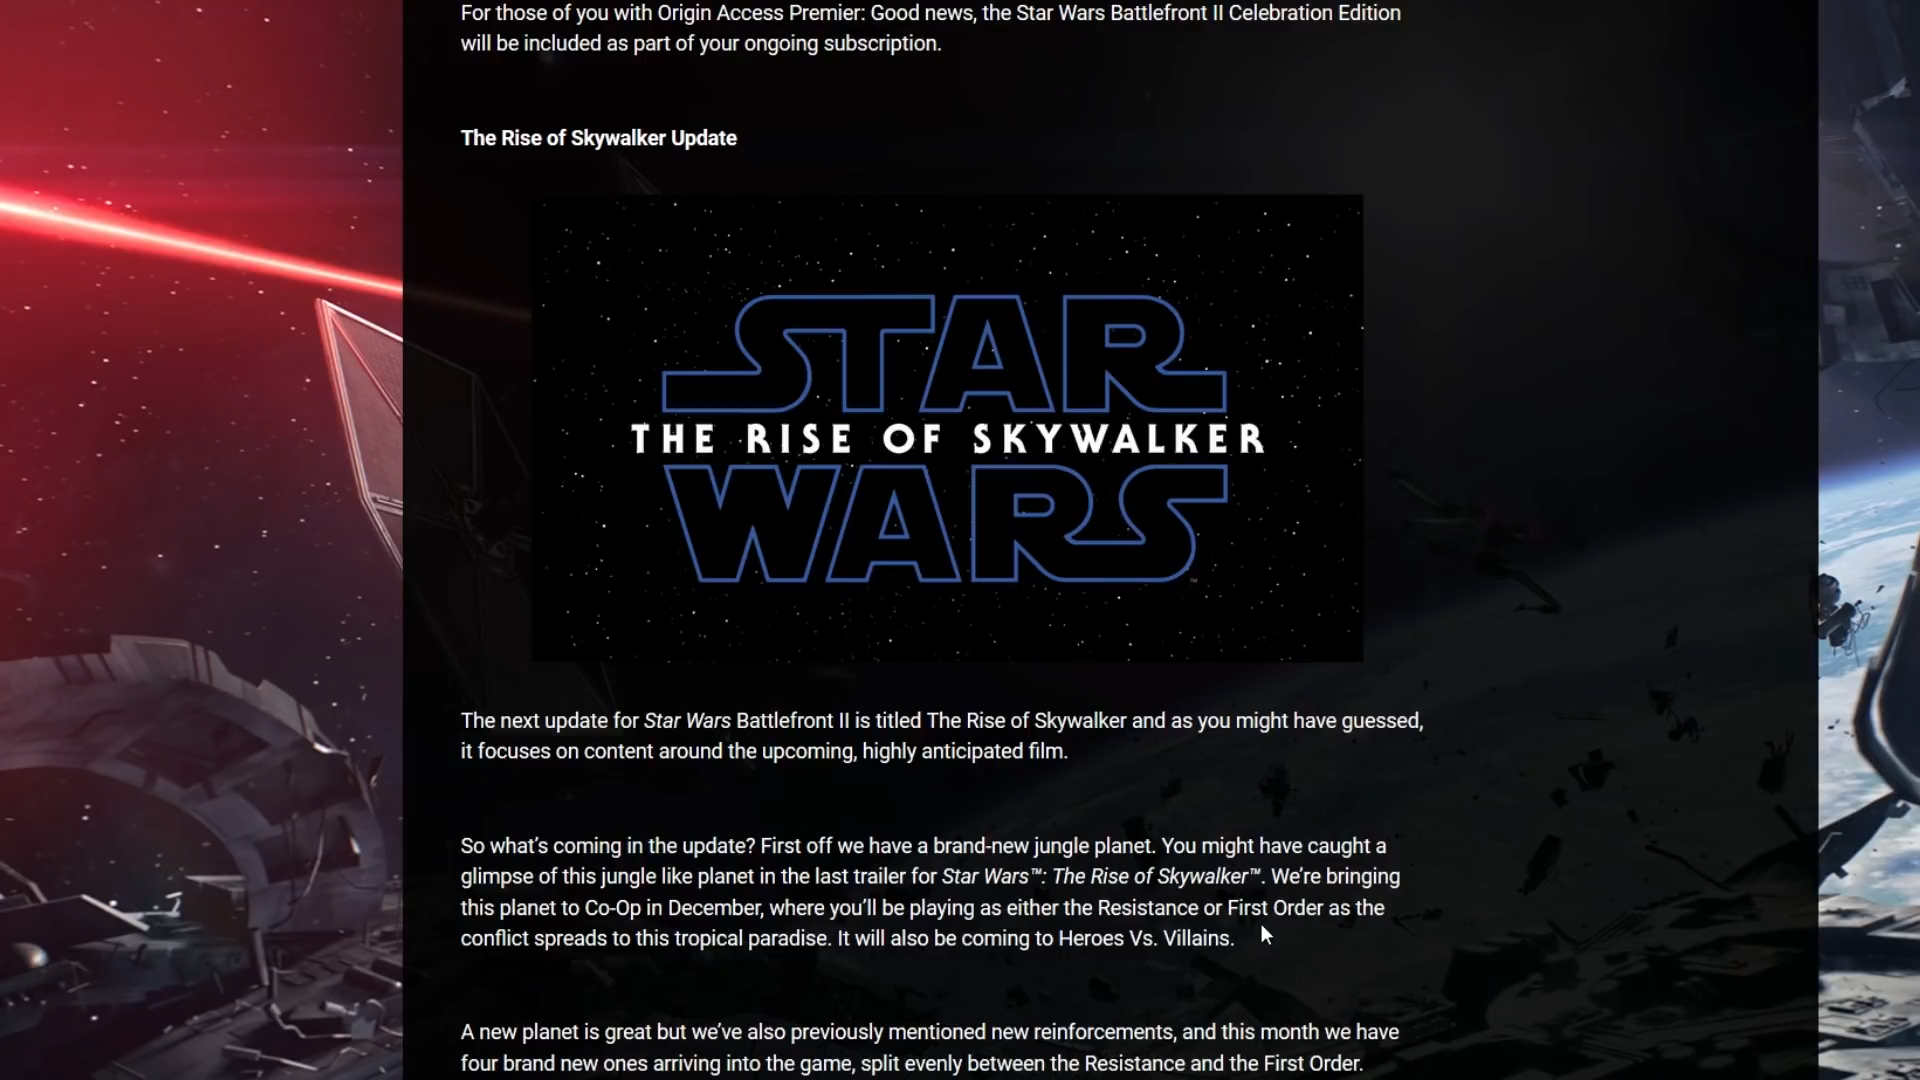 For those of you with Origin Access Premier: Good news, the Star Wars Battlefront II Celebration Edition
will be included as part of your ongoing subscription.
The Rise of Skywalker Update
STAR
THE RISE OF SKYWALKER
WARS
The next update for Star Wars Battlefront II is titled The Rise of Skywalker and as you might have guessed,
it focuses on content around the upcoming, highly anticipated film.
So what’s coming in the update? First off we have a brand-new jungle planet. You might have caught a
glimpse of this jungle like planet in the last trailer for Star Wars™: The Rise of Skywalker™. We’re bringing
this planet to Co-Op in December, where you’ll be playing as either the Resistance or First Order as the
conflict spreads to this tropical paradise. It will also be coming to Heroes Vs. Villains.
A new planet is great but we’ve also previously mentioned new reinforcements, and this month we have
four brand new ones arriving into the game, split evenly between the Resistance and the First Order.